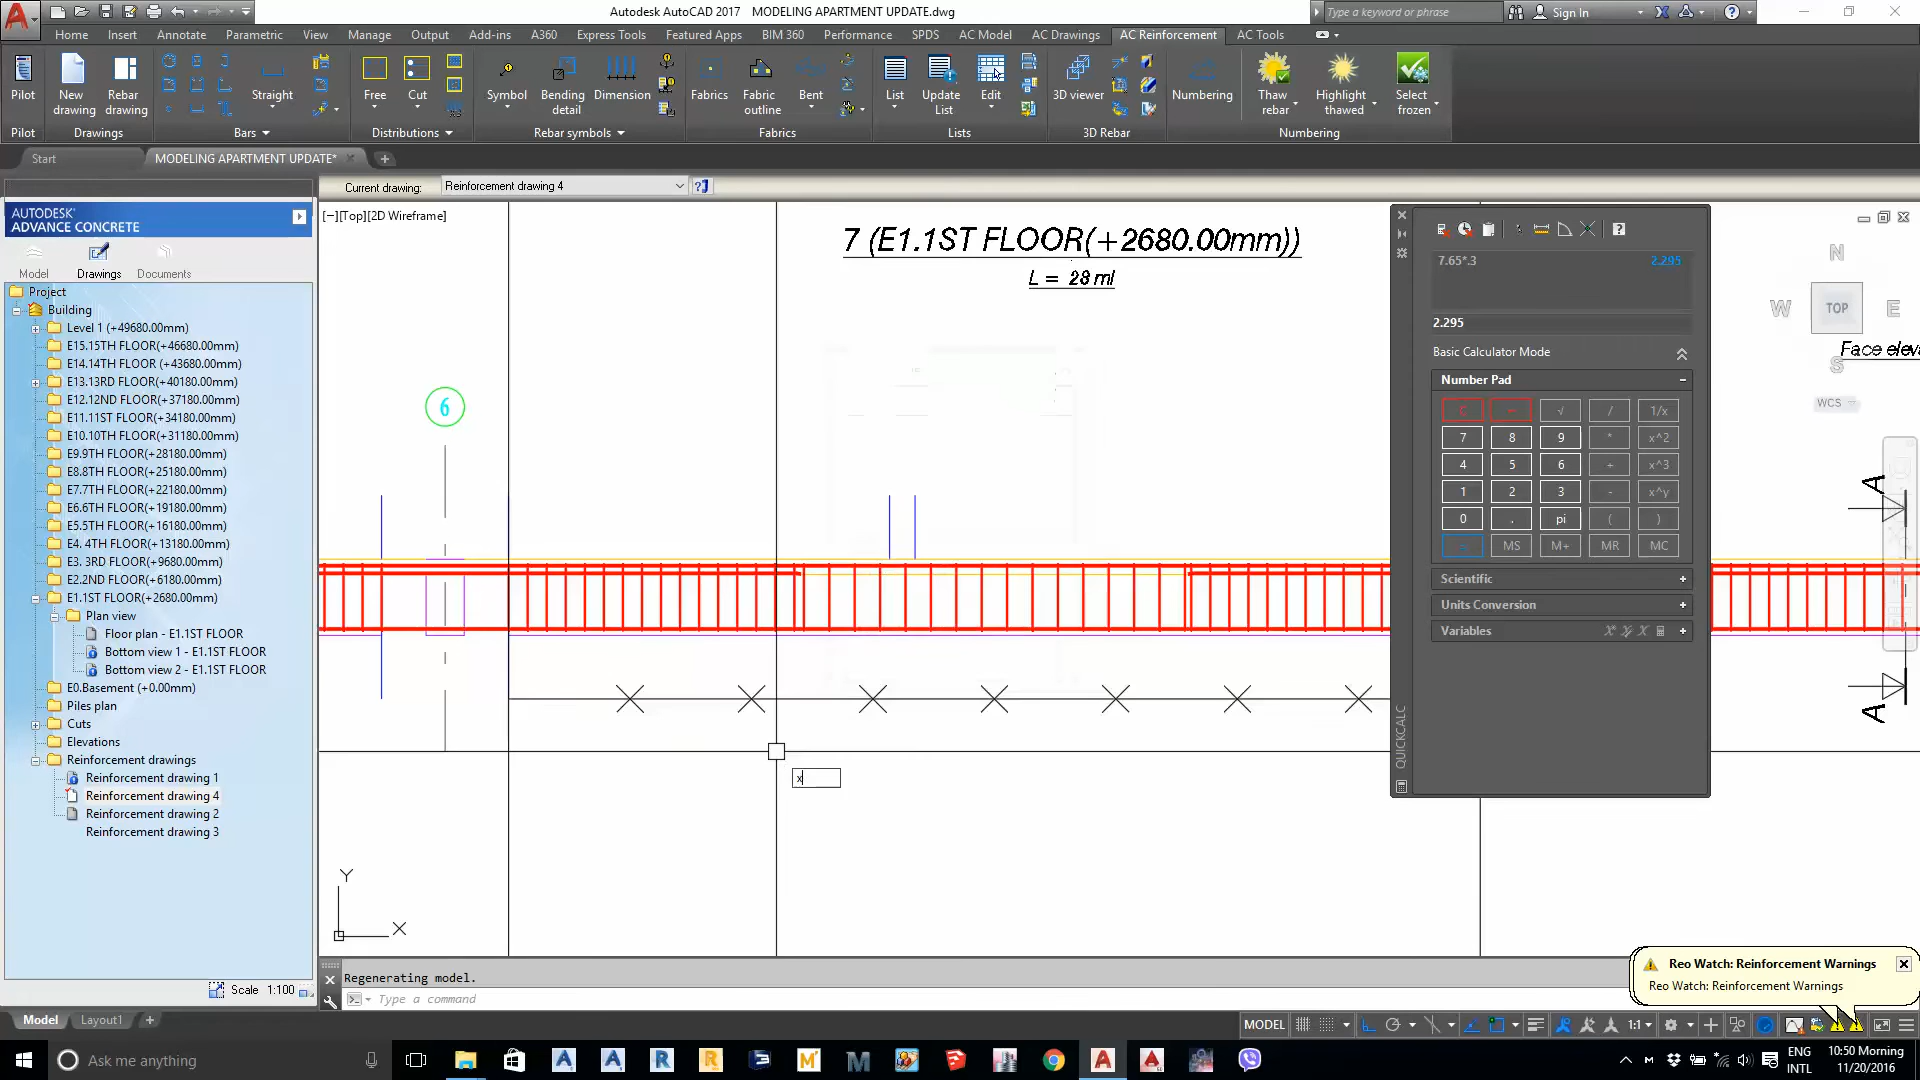 Autodesk AutoCAD 2017 MODELING APARTMENT UPDATE.dwg
Type a keyword or phrase
Sign In
Home Insert Annotate Parametric View Manage Output Add-ins A360 Express Tools Featured Apps BIM 360 Performance SPDS AC Model AC Drawings AC Reinforcement AC Tools
Pilot
New drawing
Rebar drawing
Straight
Free
Cut
Symbol
Bending detail
Dimension
Fabrics
Fabric outline
Bent
List
Update List
Edit
3D viewer
Numbering
Thaw rebar
Highlight thawed
Select frozen
Pilot Drawings Bars Distributions Rebar symbols Fabrics Lists 3D Rebar Numbering
Start MODELING APARTMENT UPDATE*
Current drawing: Reinforcement drawing 4
AUTODESK
ADVANCE CONCRETE
Model Drawings Documents
Project
Building
Level 1 (+49680.00mm)
E15.15TH FLOOR(+46680.00mm)
E14.14TH FLOOR (+43680.00mm)
E13.13RD FLOOR(+40180.00mm)
E12.12ND FLOOR(+37180.00mm)
E11.11ST FLOOR(+34180.00mm)
E10.10TH FLOOR(+31180.00mm)
E9.9TH FLOOR(+28180.00mm)
E8.8TH FLOOR(+25180.00mm)
E7.7TH FLOOR(+22180.00mm)
E6.6TH FLOOR(+19180.00mm)
E5.5TH FLOOR(+16180.00mm)
E4. 4TH FLOOR(+13180.00mm)
E3. 3RD FLOOR(+9680.00mm)
E2.2ND FLOOR(+6180.00mm)
E1.1ST FLOOR(+2680.00mm)
Plan view
Floor plan - E1.1ST FLOOR
Bottom view 1 - E1.1ST FLOOR
Bottom view 2 - E1.1ST FLOOR
E0.Basement (+0.00mm)
Piles plan
Cuts
Elevations
Reinforcement drawings
Reinforcement drawing 1
Reinforcement drawing 4
Reinforcement drawing 2
Reinforcement drawing 3
Scale 1:100
[−][Top][2D Wireframe]
7 (E1.1ST FLOOR(+2680.00mm))
L = 28 ml
6
x
Y
X
7.65*.3 2.295
2.295
Basic Calculator Mode
Number Pad
C √ / 1/x
7 8 9 * x^2
4 5 6 + x^3
1 2 3 - x^y
0 . pi ( )
= MS M+ MR MC
Scientific
Units Conversion
Variables
QUICKCALC
N
W TOP E
S
WCS
Face eleva
A
A
Regenerating model.
Type a command
Reo Watch: Reinforcement Warnings
Reo Watch: Reinforcement Warnings
Model Layout1
MODEL 1:1
Ask me anything
ENG
INTL
10:50 Morning
11/20/2016